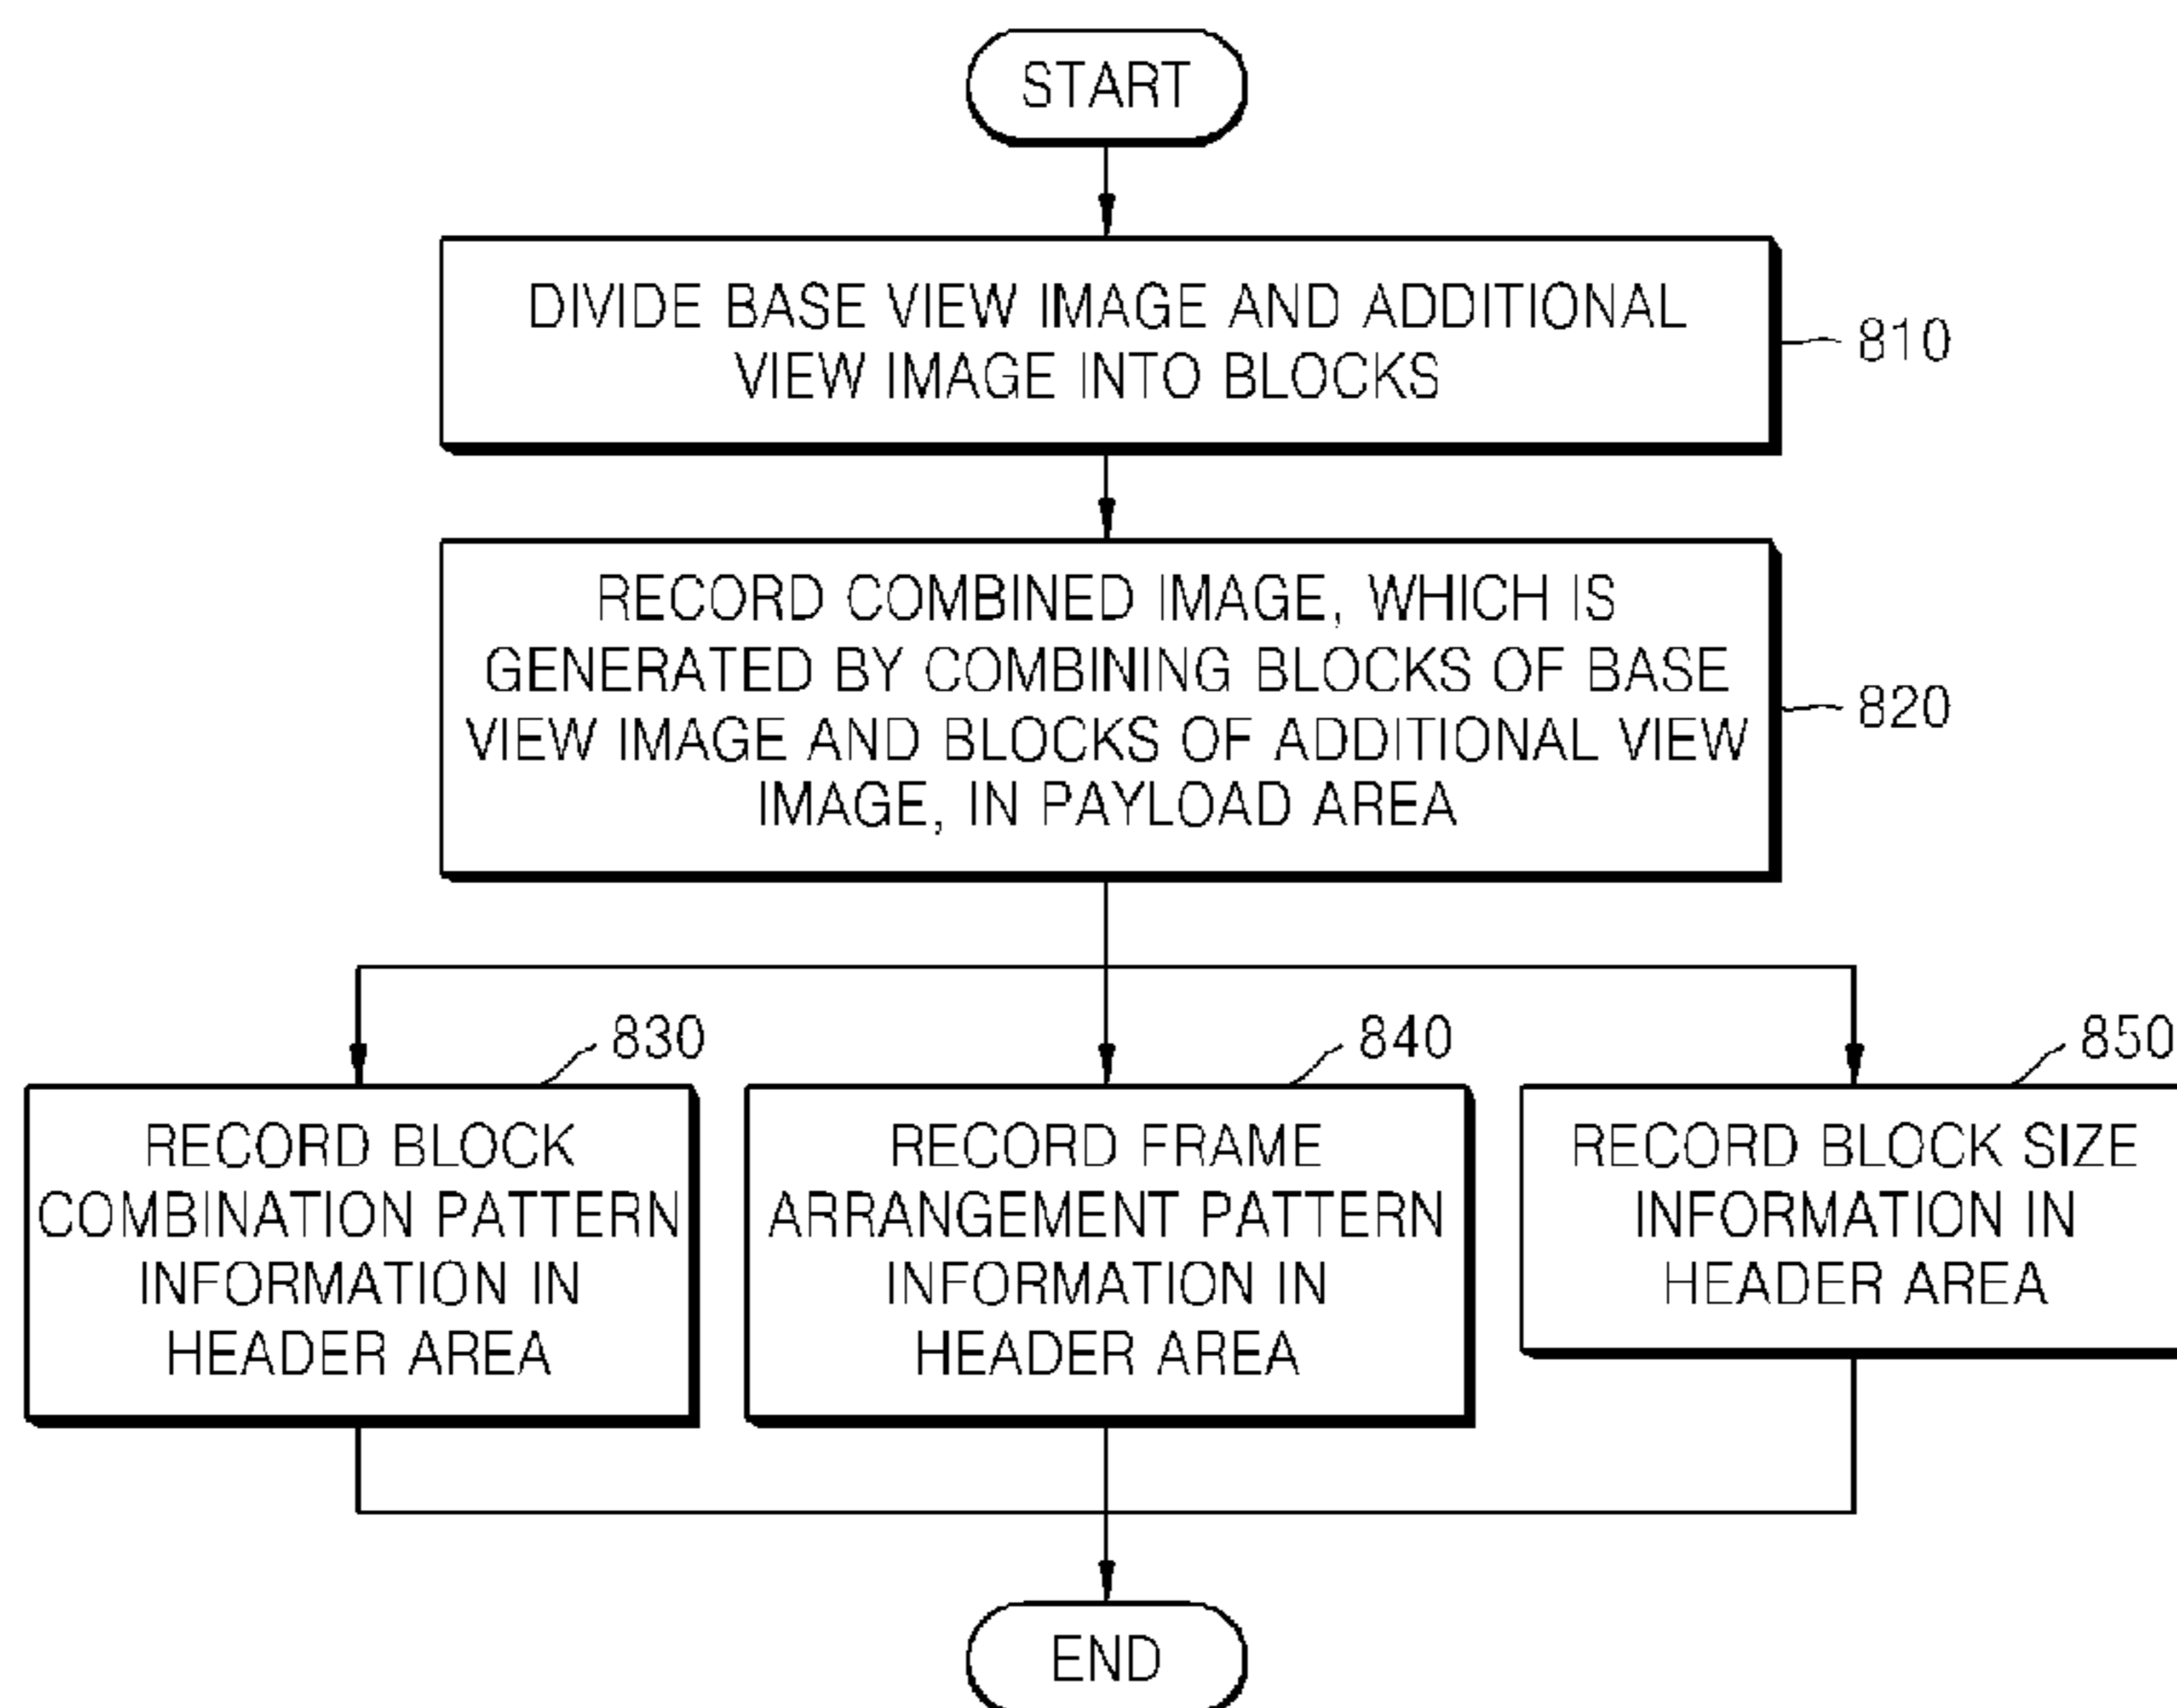 START
DIVIDE BASE VIEW IMAGE AND ADDITIONAL
VIEW IMAGE INTO BLOCKS
810
RECORD COMBINED IMAGE, WHICH IS
GENERATED BY COMBINING BLOCKS OF BASE
VIEW IMAGE AND BLOCKS OF ADDITIONAL VIEW
IMAGE, IN PAYLOAD AREA
820
830
RECORD BLOCK
COMBINATION PATTERN
INFORMATION IN
HEADER AREA
840
RECORD FRAME
ARRANGEMENT PATTERN
INFORMATION IN
HEADER AREA
850
RECORD BLOCK SIZE
INFORMATION IN
HEADER AREA
END